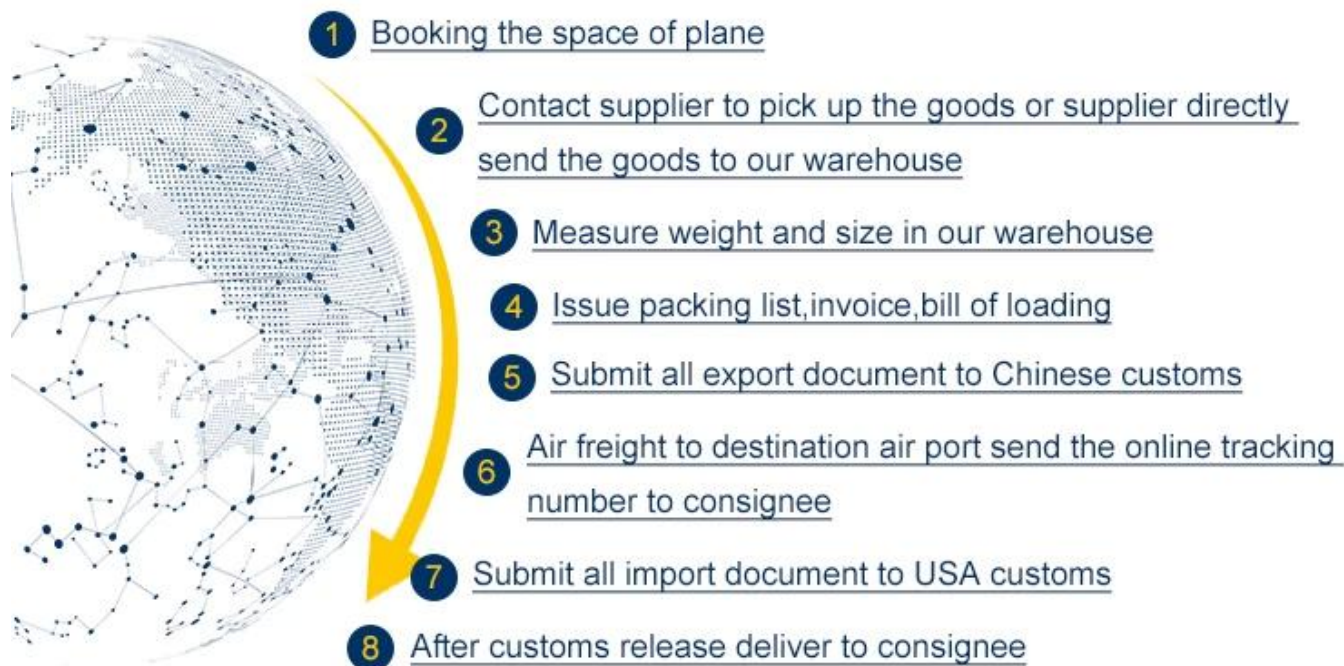 1 Booking the space of plane
2 Contact supplier to pick up the goods or supplier directly
send the goods to our warehouse
3 Measure weight and size in our warehouse
4 Issue packing list,invoice,bill of loading
5 Submit all export document to Chinese customs
6 Air freight to destination air port send the online tracking
number to consignee
7 Submit all import document to USA customs
8 After customs release deliver to consignee